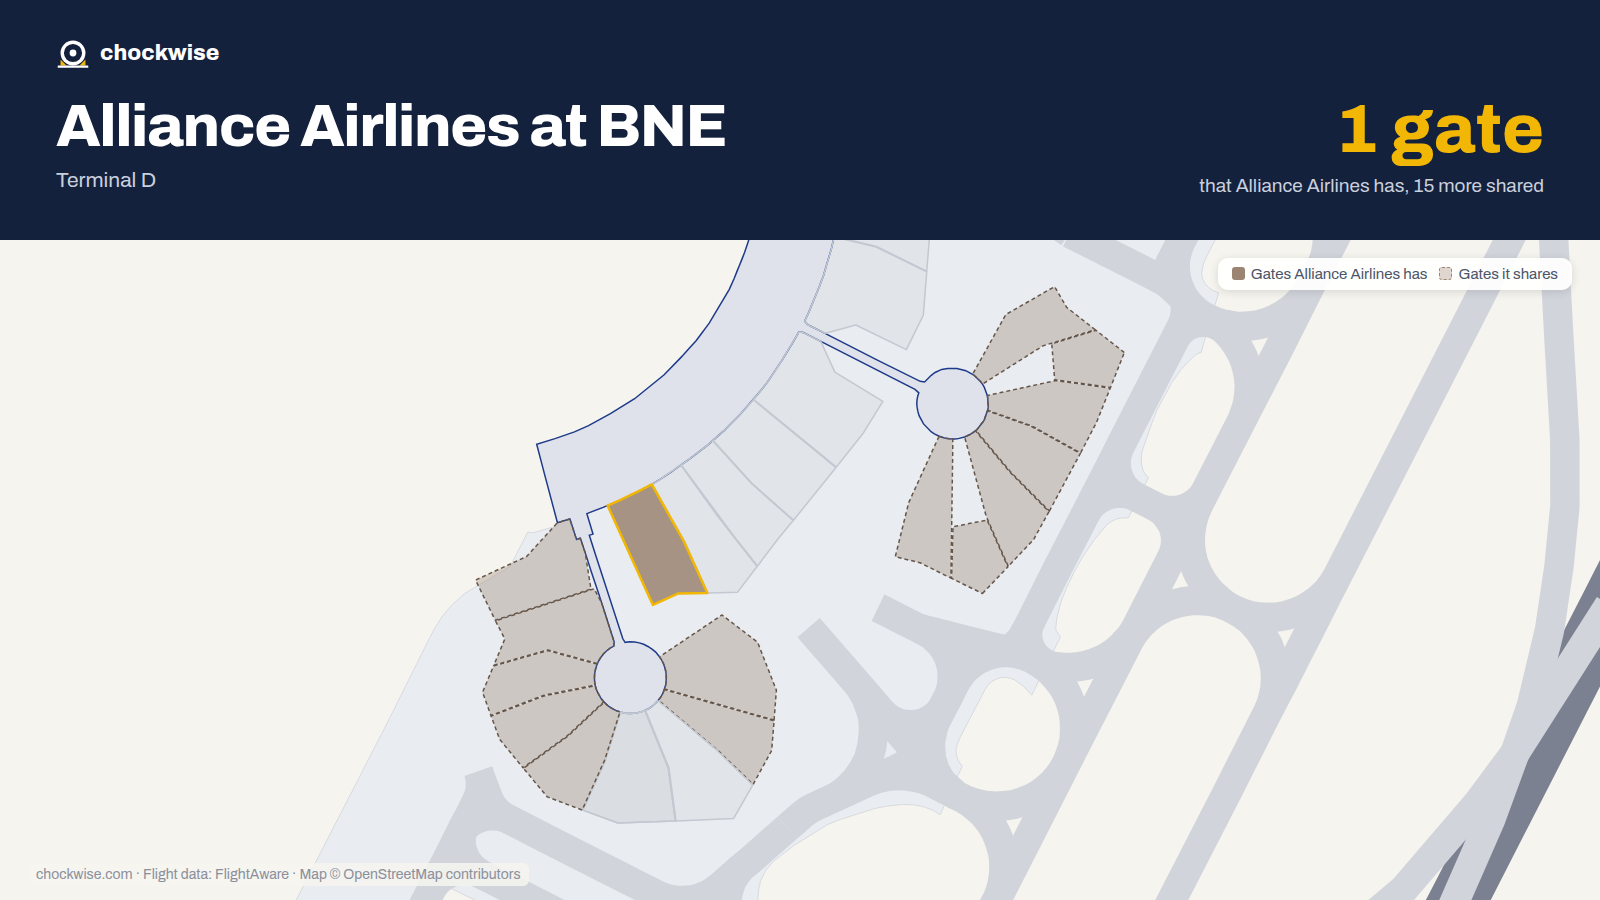 chockwise
Alliance Airlines at BNE
Terminal D
1 gate
that Alliance Airlines has, 15 more shared
Gates Alliance Airlines has
Gates it shares
chockwise.com · Flight data: FlightAware · Map © OpenStreetMap contributors